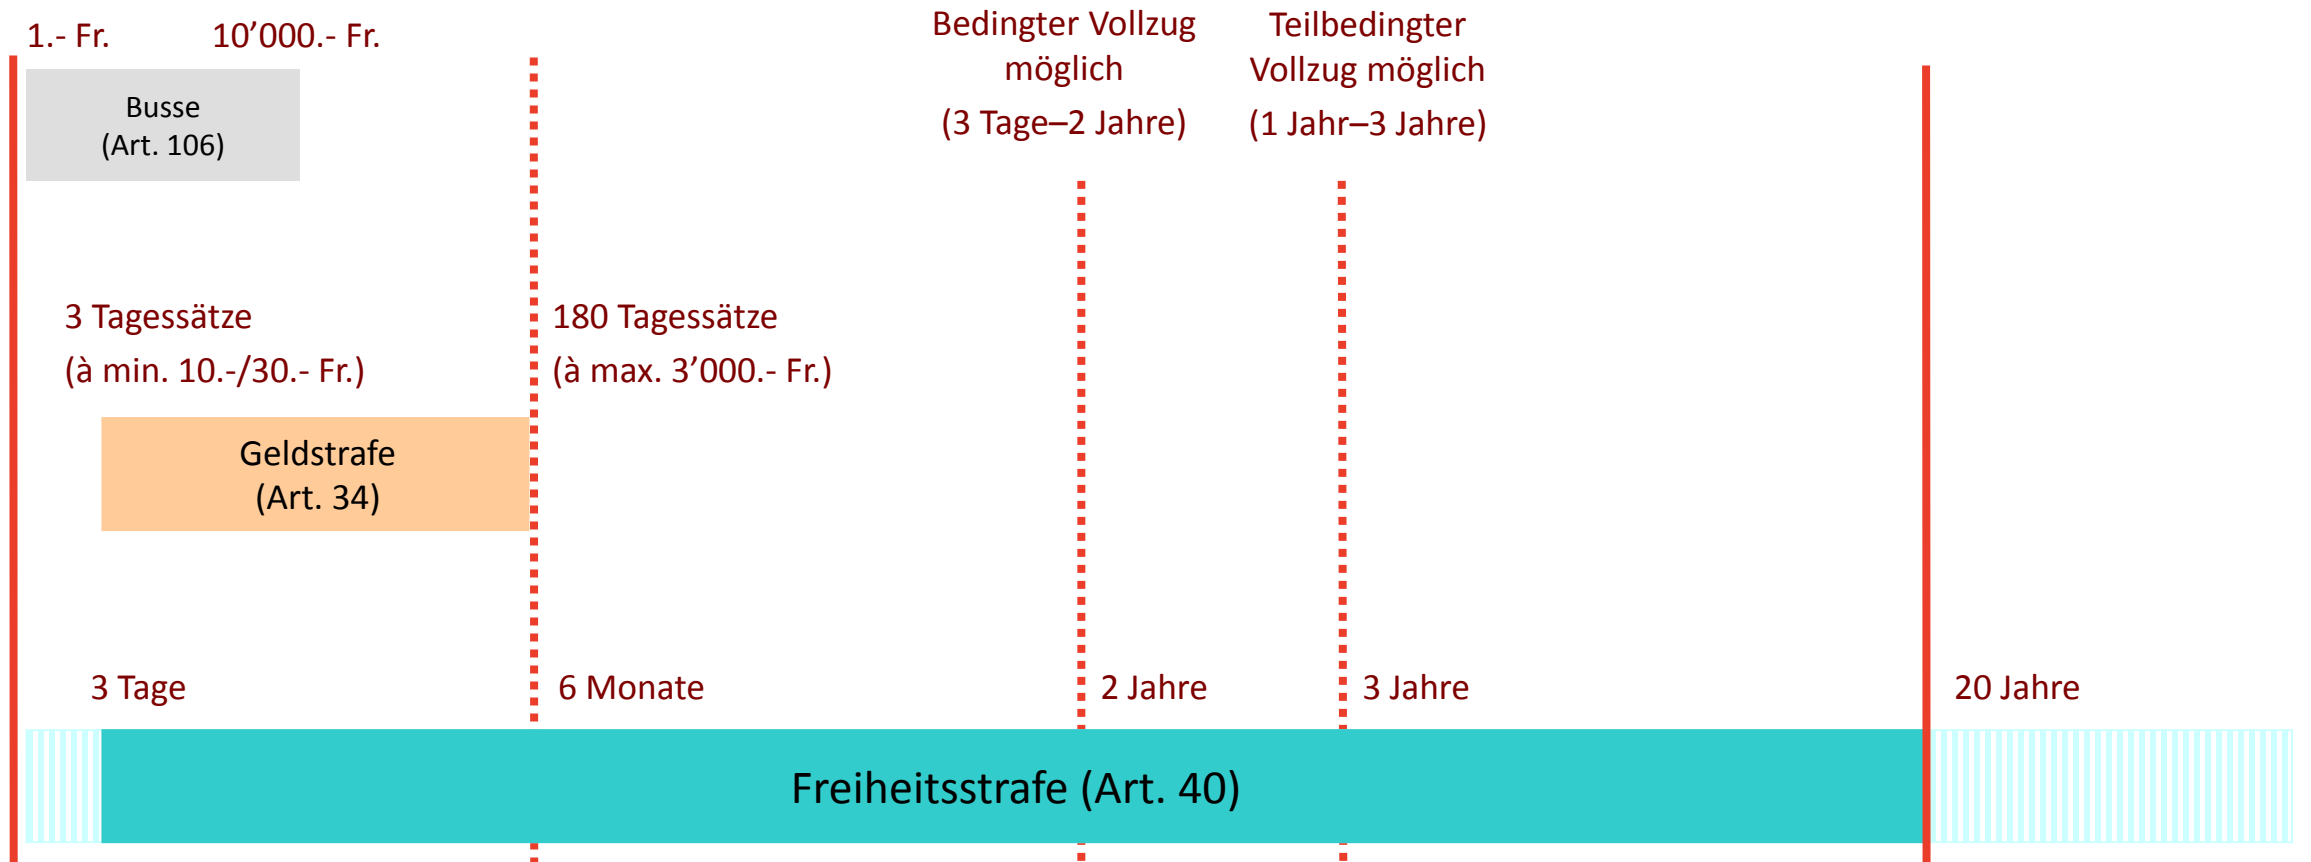 1.- Fr.
10’000.- Fr.
Busse
(Art. 106)
Bedingter Vollzug
möglich
(3 Tage–2 Jahre)
Teilbedingter
Vollzug möglich
(1 Jahr–3 Jahre)
3 Tagessätze
(à min. 10.-/30.- Fr.)
180 Tagessätze
(à max. 3’000.- Fr.)
Geldstrafe
(Art. 34)
3 Tage
6 Monate
2 Jahre
3 Jahre
20 Jahre
Freiheitsstrafe (Art. 40)